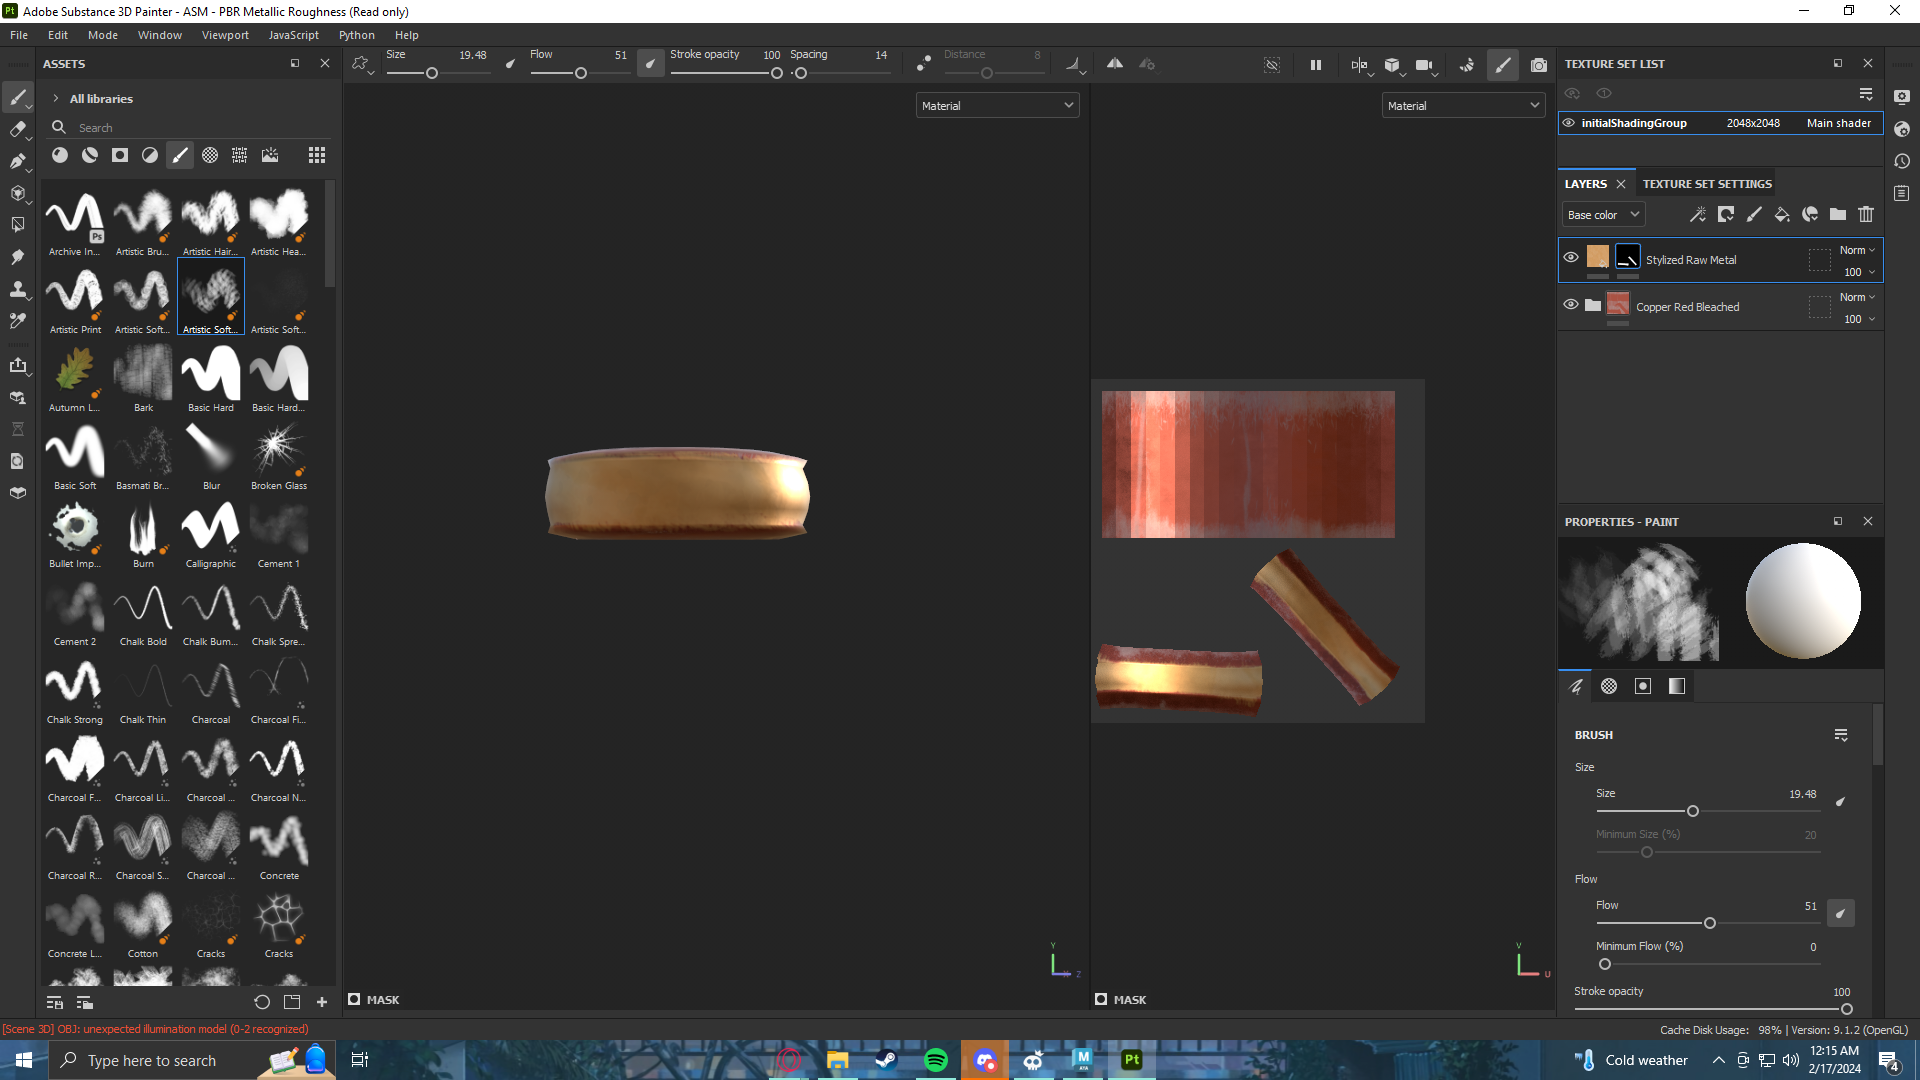 Pt Adobe Substance 3D Painter - ASM - PBR Metallic Roughness (Read only)
File Edit Mode Window Viewport JavaScript Python Help
ASSETS
Size 19.48 Flow 51 Stroke opacity 100 Spacing 14 Distance 8
TEXTURE SET LIST
All libraries
Search
Material Material
initialShadingGroup 2048x2048 Main shader
LAYERS TEXTURE SET SETTINGS
Base color
Stylized Raw Metal Norm 100
Copper Red Bleached Norm 100
Archive In... Artistic Bru... Artistic Hair... Artistic Hea...
Ps
Artistic Print Artistic Soft... Artistic Soft... Artistic Soft...
Autumn L... Bark Basic Hard Basic Hard...
Basic Soft Basmati Br... Blur Broken Glass
Bullet Imp... Burn Calligraphic Cement 1
Cement 2 Chalk Bold Chalk Bum... Chalk Spre...
Chalk Strong Chalk Thin Charcoal Charcoal Fi...
Charcoal F... Charcoal Li... Charcoal ... Charcoal N...
Charcoal R... Charcoal S... Charcoal ... Concrete
Concrete L... Cotton Cracks Cracks
PROPERTIES - PAINT
BRUSH
Size
Size 19.48
Minimum Size (%) 20
Flow
Flow 51
Minimum Flow (%) 0
Stroke opacity 100
Y X Z
V U
MASK MASK
[Scene 3D] OBJ: unexpected illumination model (0-2 recognized)
Cache Disk Usage: 98% | Version: 9.1.2 (OpenGL)
Type here to search
M
Pt
Cold weather
12:15 AM
2/17/2024
4